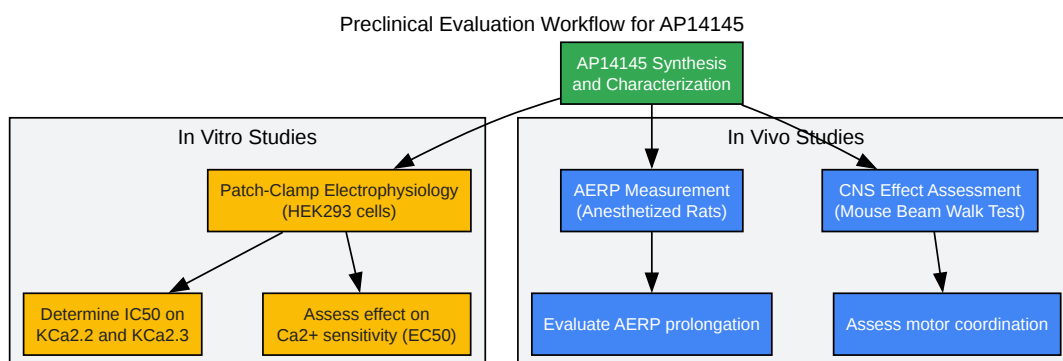 Preclinical Evaluation Workflow for AP14145
AP14145 Synthesis
and Characterization
In Vitro Studies
In Vivo Studies
Patch-Clamp Electrophysiology
(HEK293 cells)
AERP Measurement
(Anesthetized Rats)
CNS Effect Assessment
(Mouse Beam Walk Test)
Determine IC50 on
KCa2.2 and KCa2.3
Assess effect on
Ca2+ sensitivity (EC50)
Evaluate AERP prolongation
Assess motor coordination